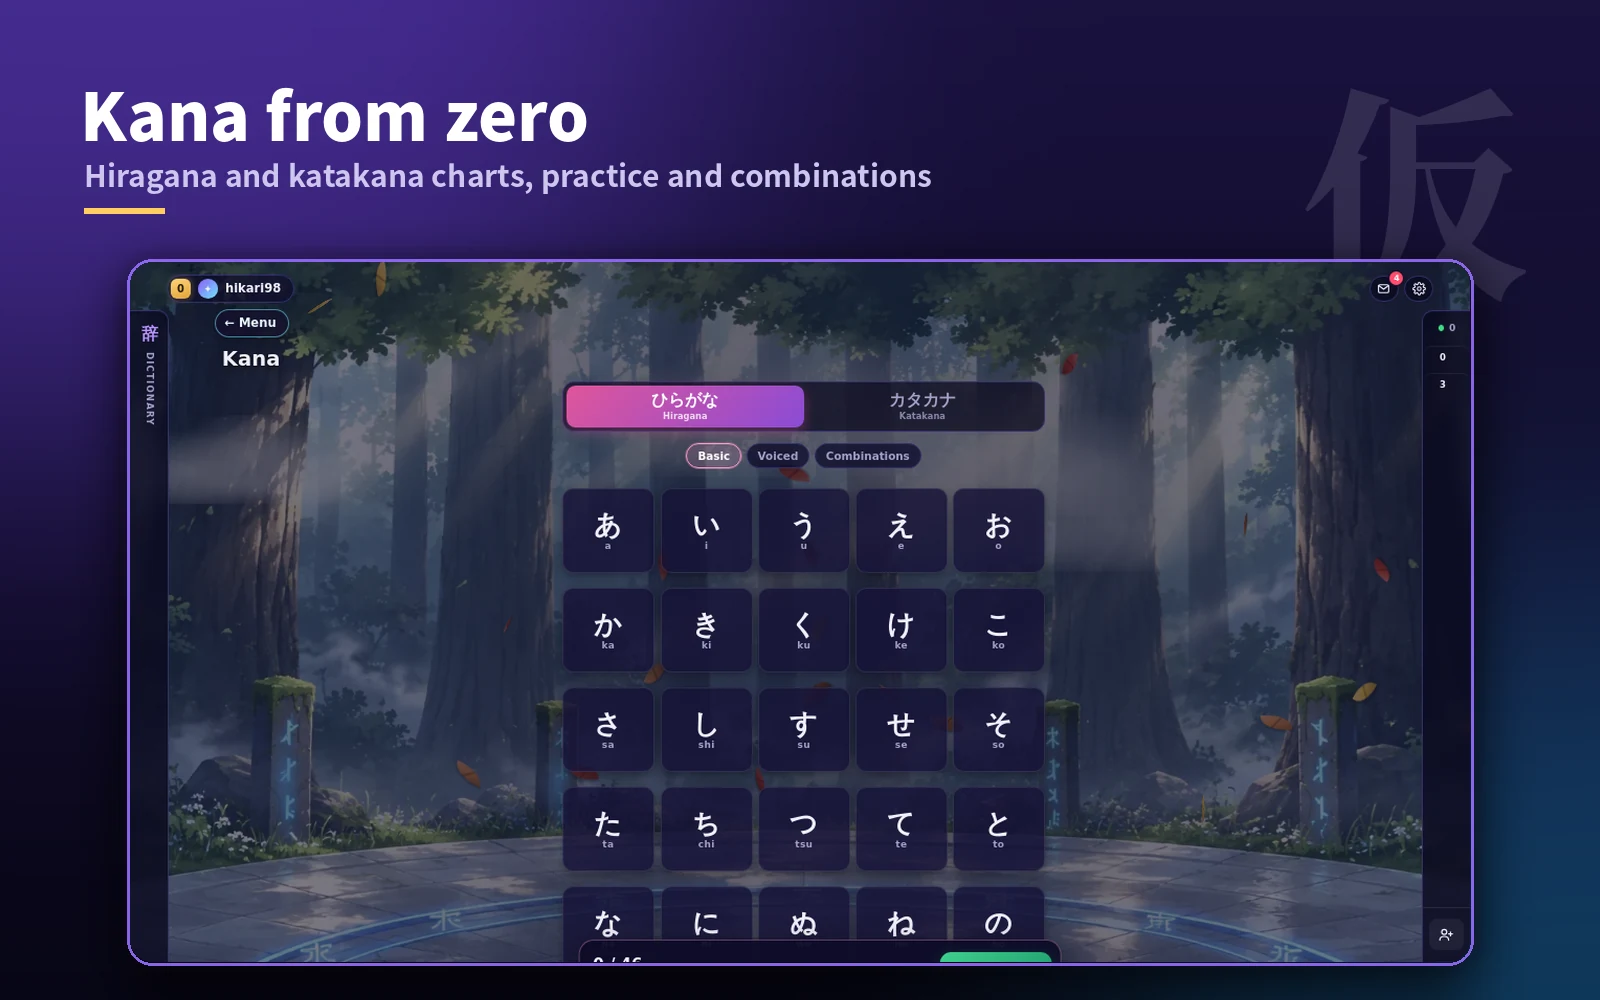 Kana from zero
Hiragana and katakana charts, practice and combinations
仮
0 hikari98
4
← Menu
Kana
辞
DICTIONARY
0
0
3
ひらがな カタカナ
Hiragana Katakana
Basic Voiced Combinations
あ い う え お
a i u e o
か き く け こ
ka ki ku ke ko
さ し す せ そ
sa shi su se so
た ち つ て と
ta chi tsu te to
な に ぬ ね の
0 / 46